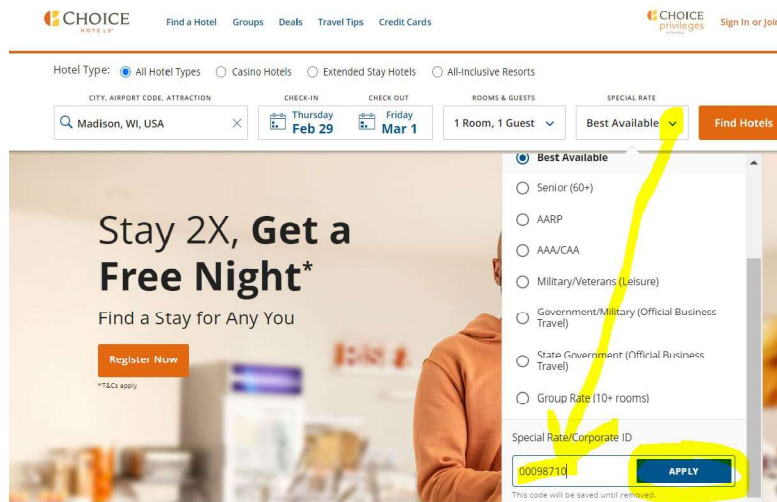 CHOICE
HOTELS
Find a Hotel Groups Deals Travel Tips Credit Cards
CHOICE
privileges
Sign In or Joi
Hotel Type: All Hotel Types Casino Hotels Extended Stay Hotels All-Inclusive Resorts
CITY, AIRPORT CODE, ATTRACTION CHECK-IN CHECK OUT ROOMS & GUESTS SPECIAL RATE
Madison, WI, USA Thursday Feb 29 Friday Mar 1 1 Room, 1 Guest Best Available Find Hotels
Best Available
Senior (60+)
AARP
AAA/CAA
Military/Veterans (Leisure)
Government/Military (Official Business
Travel)
State Government (Official Business
Travel)
Group Rate (10+ rooms)
Special Rate/Corporate ID
00098710 APPLY
This code will be saved until removed.
Stay 2X, Get a
Free Night*
Find a Stay for Any You
Register Now
*T&Cs apply